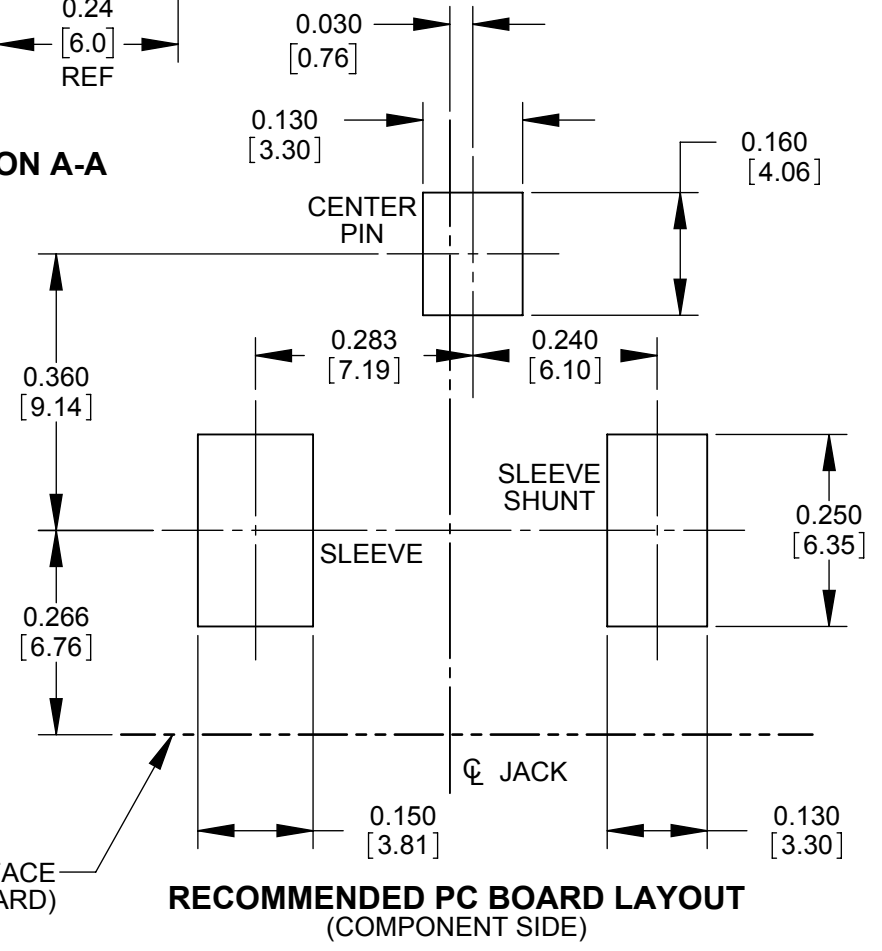 0.24
[6.0]
REF
0.030
[0.76]
0.130
[3.30]
0.160
[4.06]
ON A-A
CENTER
PIN
0.283
[7.19]
0.240
[6.10]
0.360
[9.14]
SLEEVE
SHUNT
0.250
[6.35]
SLEEVE
0.266
[6.76]
℄ JACK
0.150
[3.81]
0.130
[3.30]
ACE
ARD)
RECOMMENDED PC BOARD LAYOUT
(COMPONENT SIDE)